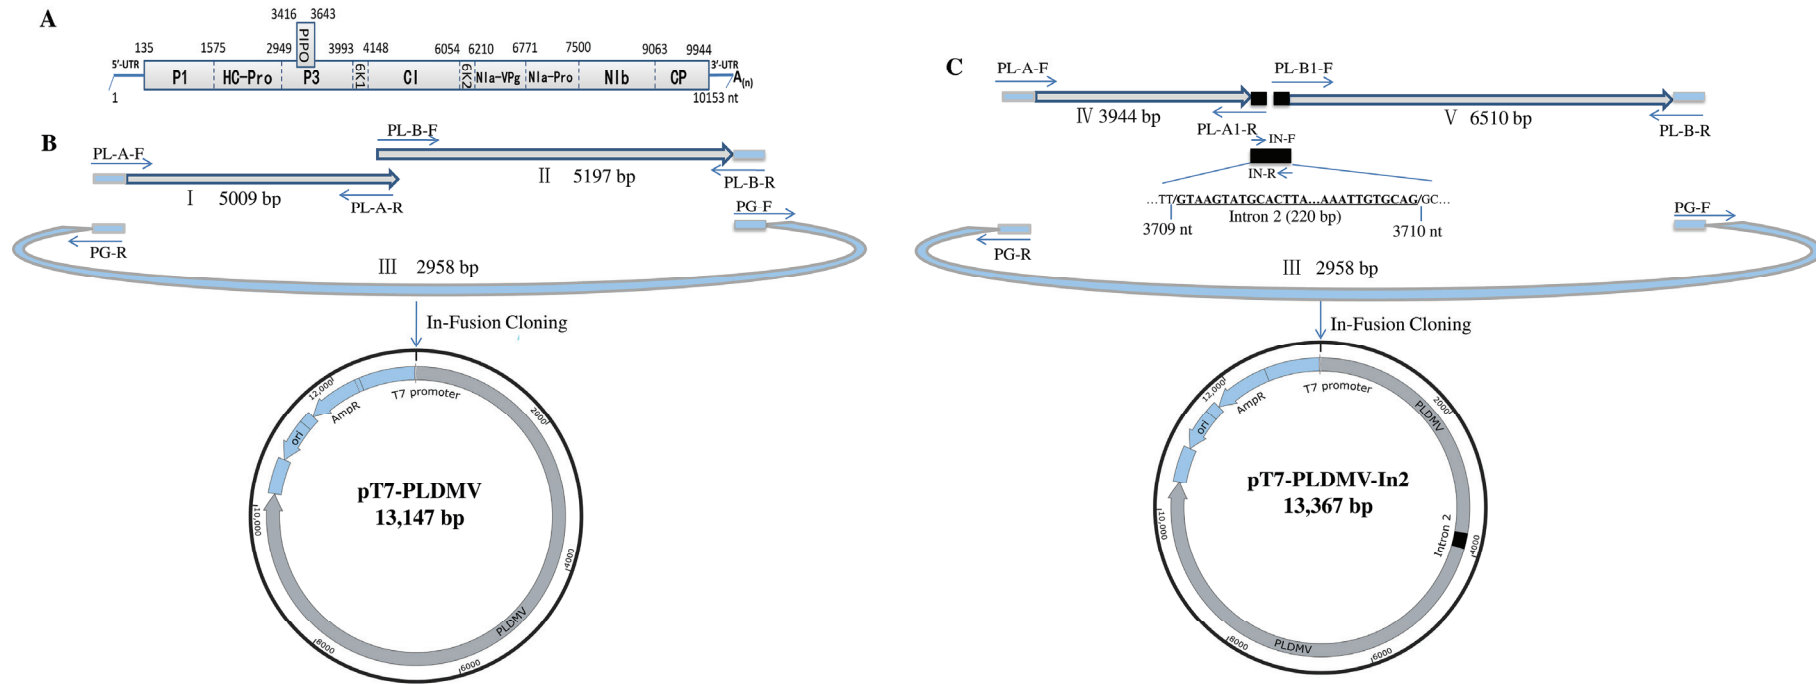 A
3416 3643
135 1575 2949 3993 4148 6054 6210 6771 7500 9063 9944
PIPO
5'-UTR P1 HC-Pro P3 6K1 CI 6K2 NIa-VPg NIa-Pro NIb CP 3'-UTR A(n)
1 10153 nt
B
PL-A-F
PL-B-F
Ⅰ 5009 bp
PL-A-R
Ⅱ 5197 bp
PL-B-R
PG-F
PG-R
Ⅲ 2958 bp
In-Fusion Cloning
T7 promoter
AmpR
ori
12,000
2000
4000
6000
8000
10,000
PLDMV
pT7-PLDMV
13,147 bp
C
PL-A-F
PL-B1-F
Ⅳ 3944 bp
PL-A1-R
Ⅴ 6510 bp
PL-B-R
IN-F
IN-R
...TT/GTAAGTATGCACTTA...AAATTGTGCAG/GC...
Intron 2 (220 bp)
3709 nt 3710 nt
PG-F
PG-R
Ⅲ 2958 bp
In-Fusion Cloning
T7 promoter
AmpR
ori
12,000
2000
PLDMV
Intron 2
4000
6000
8000
10,000
PLDMV
pT7-PLDMV-In2
13,367 bp